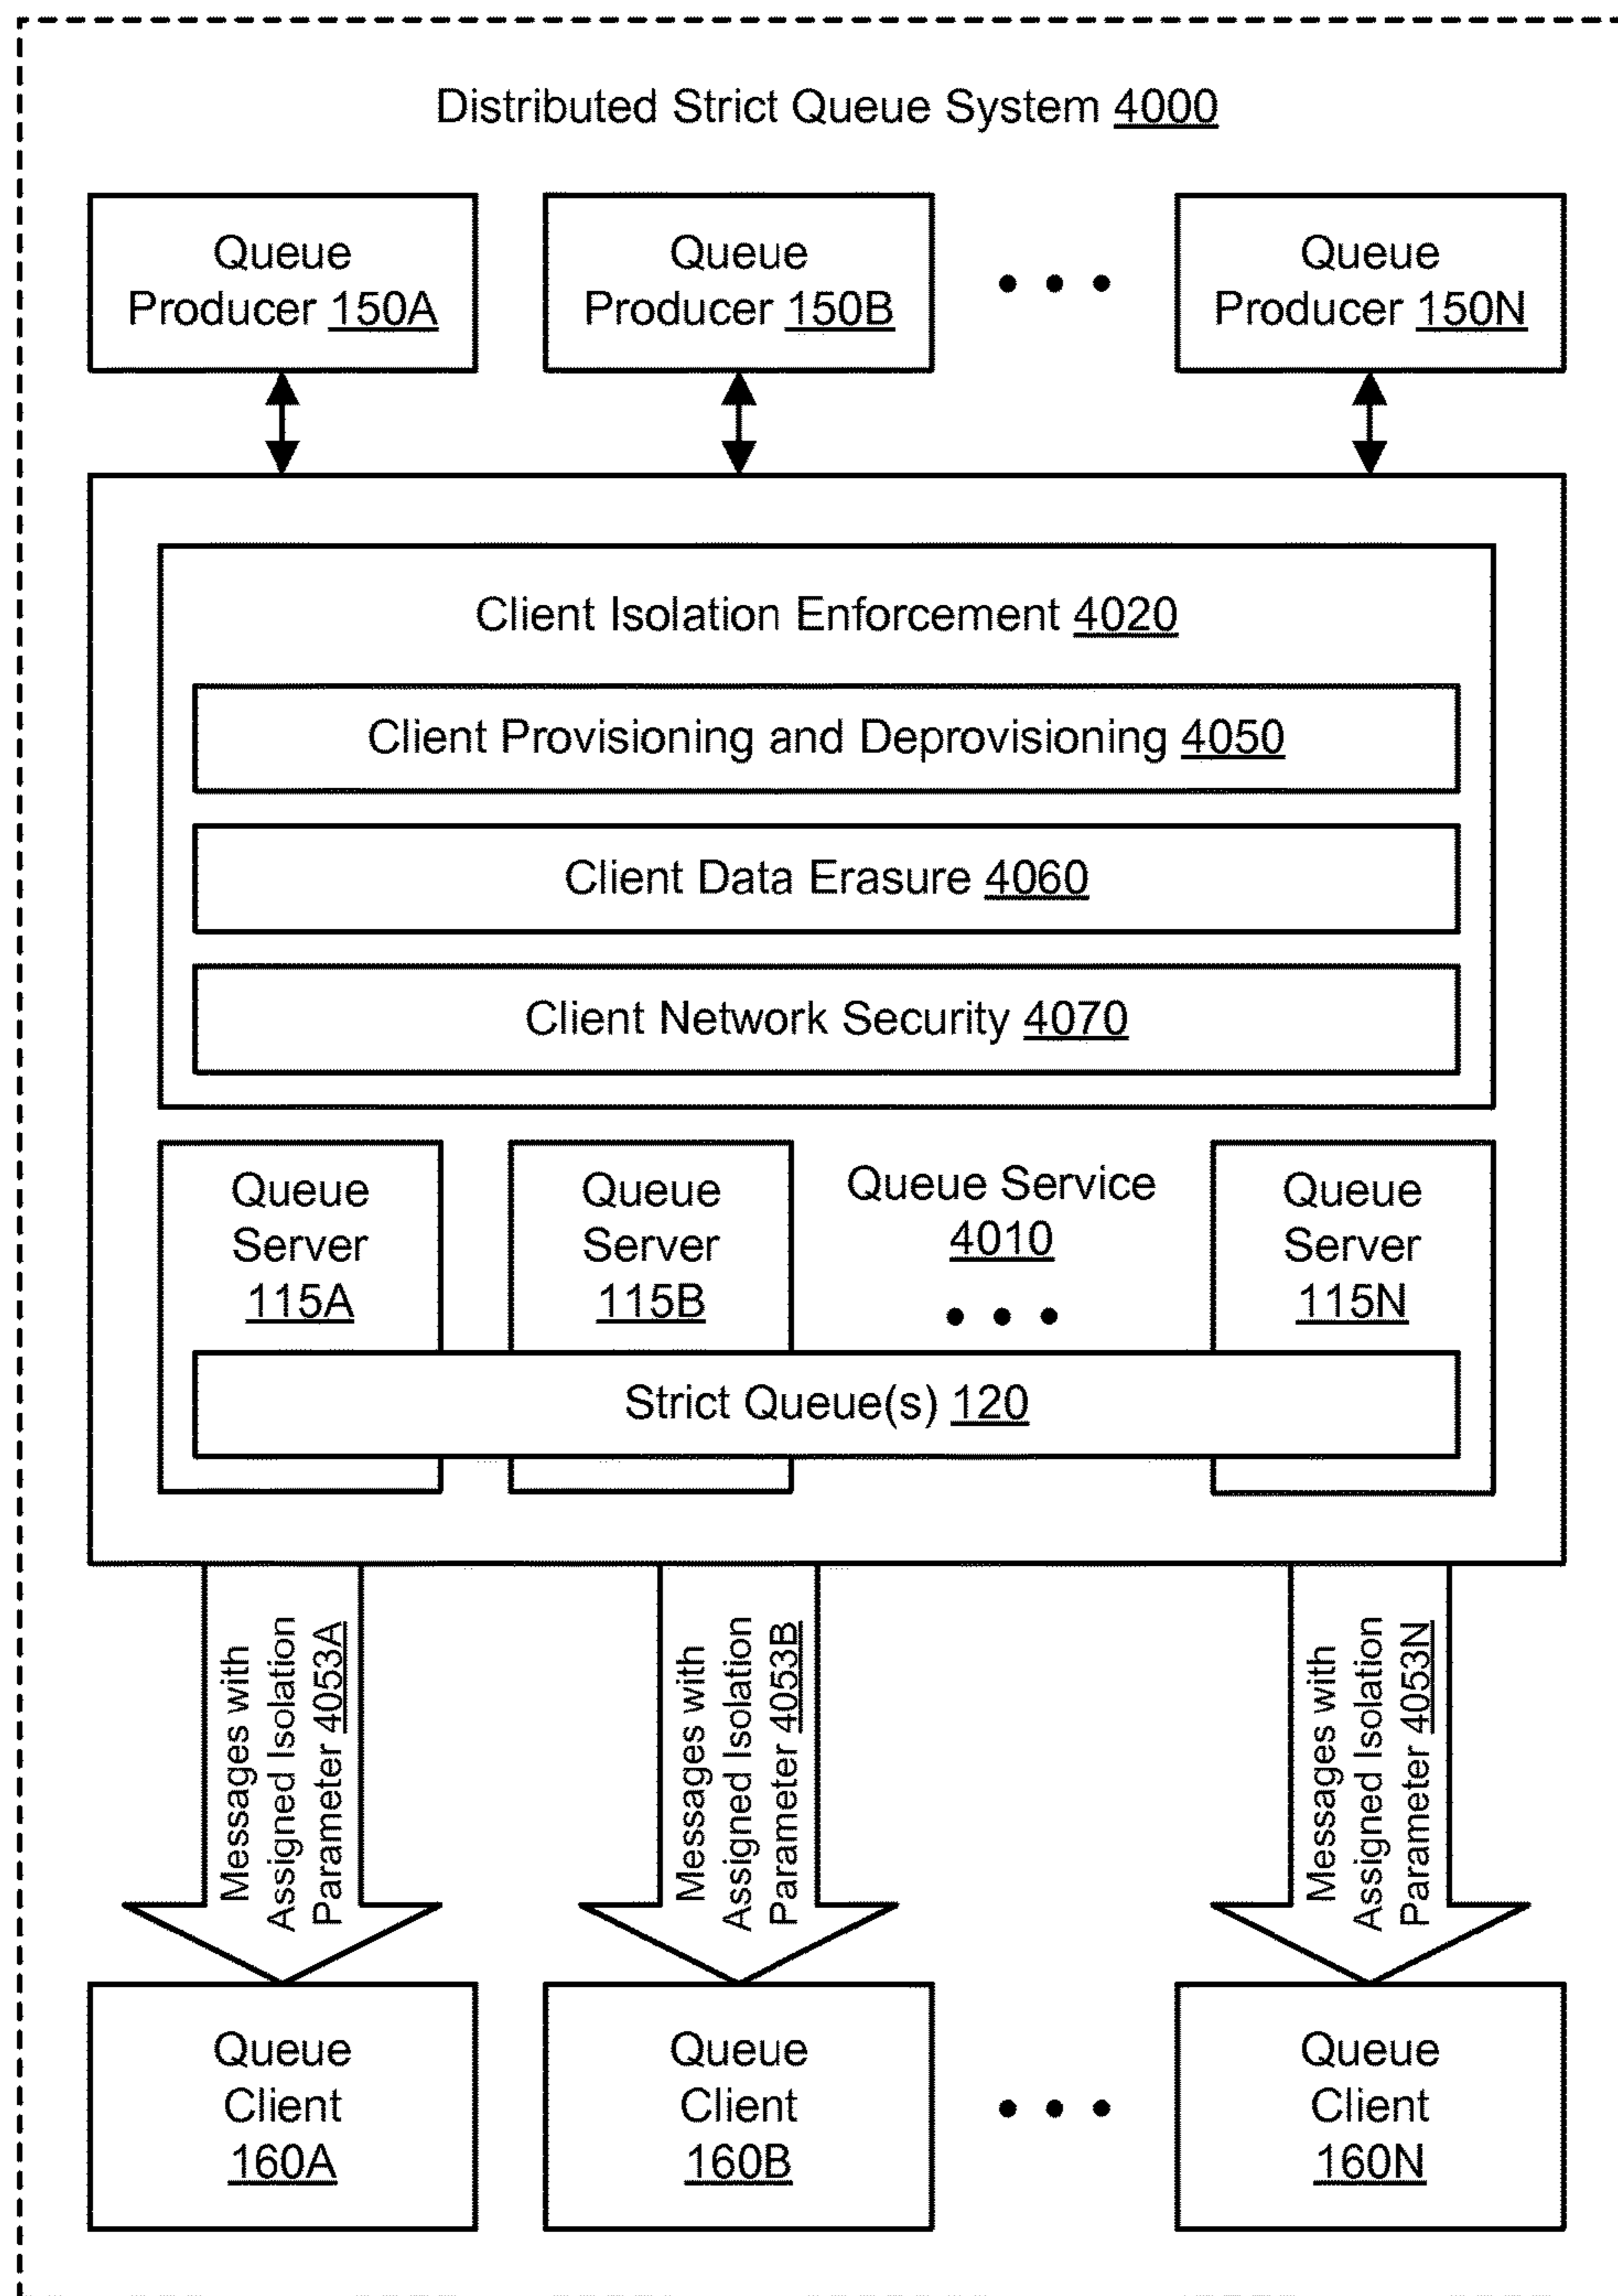 Distributed Strict Queue System 4000
Queue
Producer 150A
Queue
Producer 150B
Queue
Producer 150N
Client Isolation Enforcement 4020
Client Provisioning and Deprovisioning 4050
Client Data Erasure 4060
Client Network Security 4070
Queue
Server
115A
Queue
Server
115B
Queue Service
4010
Queue
Server
115N
Strict Queue(s) 120
Messages with
Assigned Isolation
Parameter 4053A
Messages with
Assigned Isolation
Parameter 4053B
Messages with
Assigned Isolation
Parameter 4053N
Queue
Client
160A
Queue
Client
160B
Queue
Client
160N